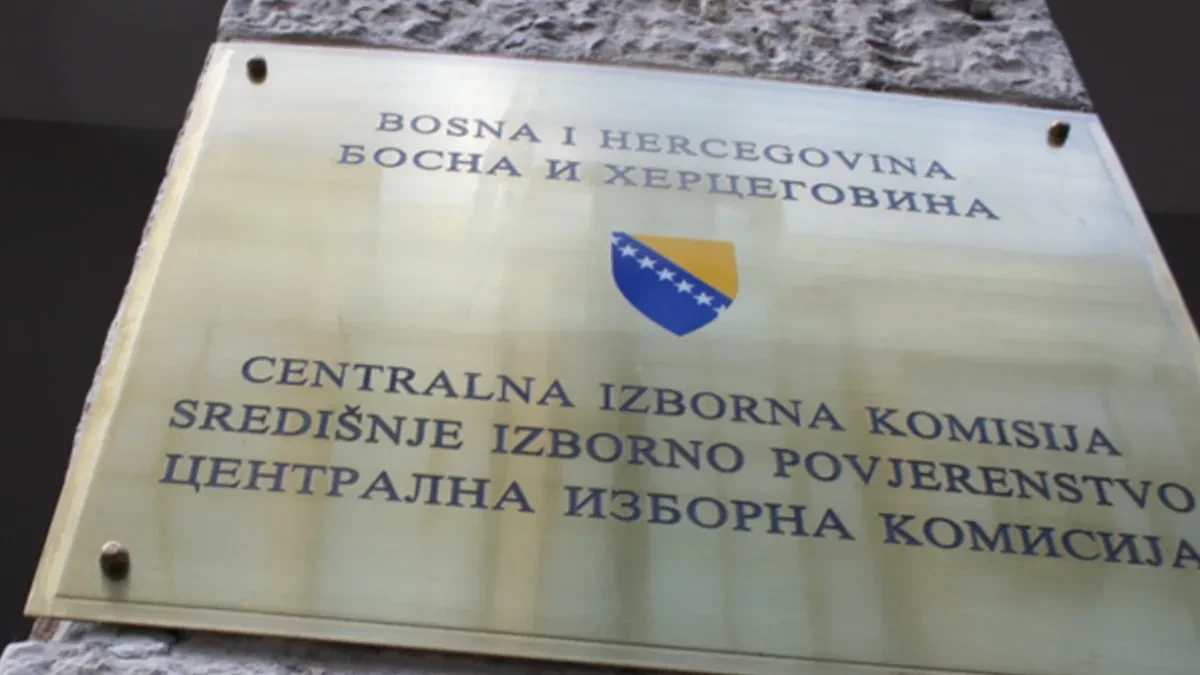 BOSNA I HERCEGOVINA
БОСНА И ХЕРЦЕГОВИНА
CENTRALNA IZBORNA KOMISIJA
SREDIŠNJE IZBORNO POVJERENSTVO
ЦЕНТРАЛНА ИЗБОРНА КОМИСИЈА